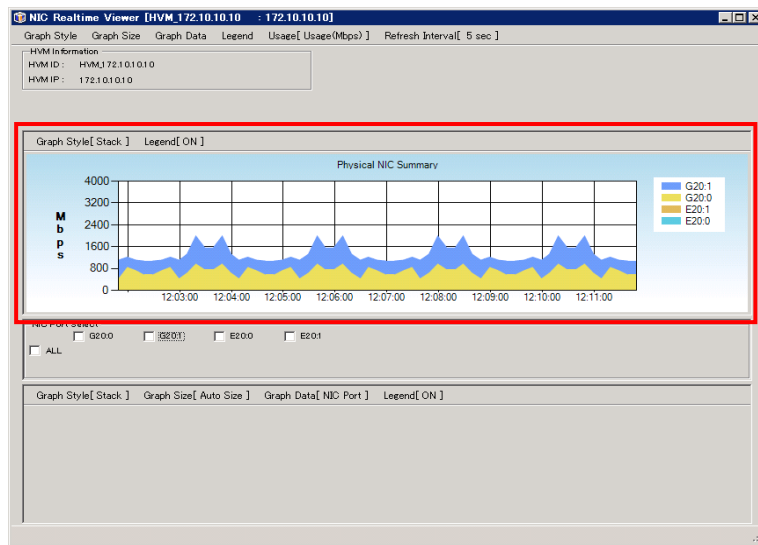 NIC Realtime Viewer [HVM_172.10.10.10 : 172.10.10.10]
Graph Style Graph Size Graph Data Legend Usage[ Usage(Mbps) ] Refresh Interval[ 5 sec ]
HVM Information
HVM ID : HVM_172.10.10.10
HVM IP : 172.10.10.10
Graph Style[ Stack ] Legend[ ON ]
Physical NIC Summary
4000
3200
2400
1600
800
0
Mbps
12:03:00 12:04:00 12:05:00 12:06:00 12:07:00 12:08:00 12:09:00 12:10:00 12:11:00
G20:1
G20:0
E20:1
E20:0
NIC Port Select
G20:0 G20:1 E20:0 E20:1
ALL
Graph Style[ Stack ] Graph Size[ Auto Size ] Graph Data[ NIC Port ] Legend[ ON ]